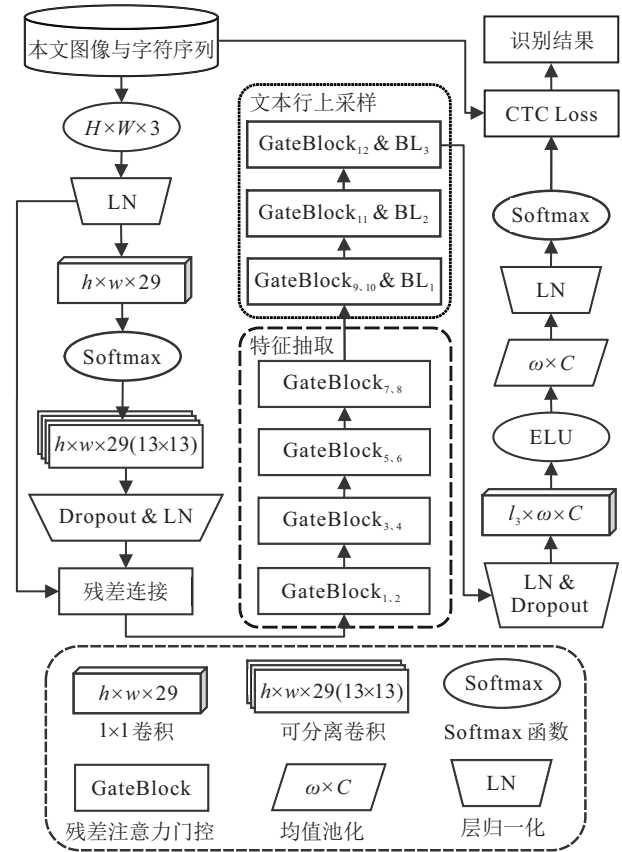 本文图像与字符序列
H×W×3
LN
h×w×29
Softmax
h×w×29(13×13)
Dropout & LN
残差连接
文本行上采样
GateBlock₁₂ & BL₃
GateBlock₁₁ & BL₂
GateBlock₉、₁₀ & BL₁
特征抽取
GateBlock₇、₈
GateBlock₅、₆
GateBlock₃、₄
GateBlock₁、₂
识别结果
CTC Loss
Softmax
LN
ω×C
ELU
l₃×ω×C
LN &
Dropout
h×w×29
1×1 卷积
h×w×29(13×13)
可分离卷积
Softmax
Softmax 函数
GateBlock
残差注意力门控
ω×C
均值池化
LN
层归一化